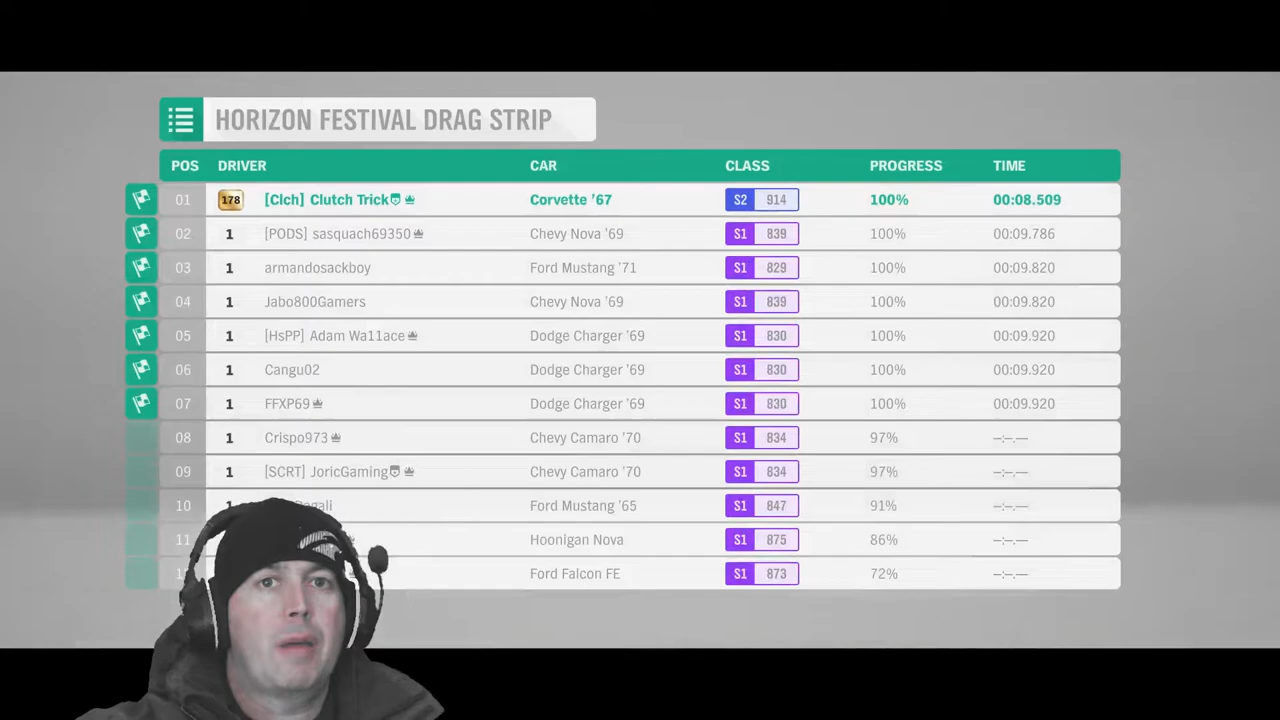 HORIZON FESTIVAL DRAG STRIP
POS DRIVER CAR CLASS PROGRESS TIME
01 178 [Clch] Clutch Trick Corvette '67 S2 914 100% 00:08.509
02 1 [PODS] sasquach69350 Chevy Nova '69 S1 839 100% 00:09.786
03 1 armandosackboy Ford Mustang '71 S1 829 100% 00:09.820
04 1 Jabo800Gamers Chevy Nova '69 S1 839 100% 00:09.820
05 1 [HsPP] Adam Wa11ace Dodge Charger '69 S1 830 100% 00:09.920
06 1 Cangu02 Dodge Charger '69 S1 830 100% 00:09.920
07 1 FFXP69 Dodge Charger '69 S1 830 100% 00:09.920
08 1 Crispo973 Chevy Camaro '70 S1 834 97% --:--.---
09 1 [SCRT] JoricGaming Chevy Camaro '70 S1 834 97% --:--.---
10 1 Ford Mustang '65 S1 847 91% --:--.---
11 Hoonigan Nova S1 875 86% --:--.---
Ford Falcon FE S1 873 72% --:--.---